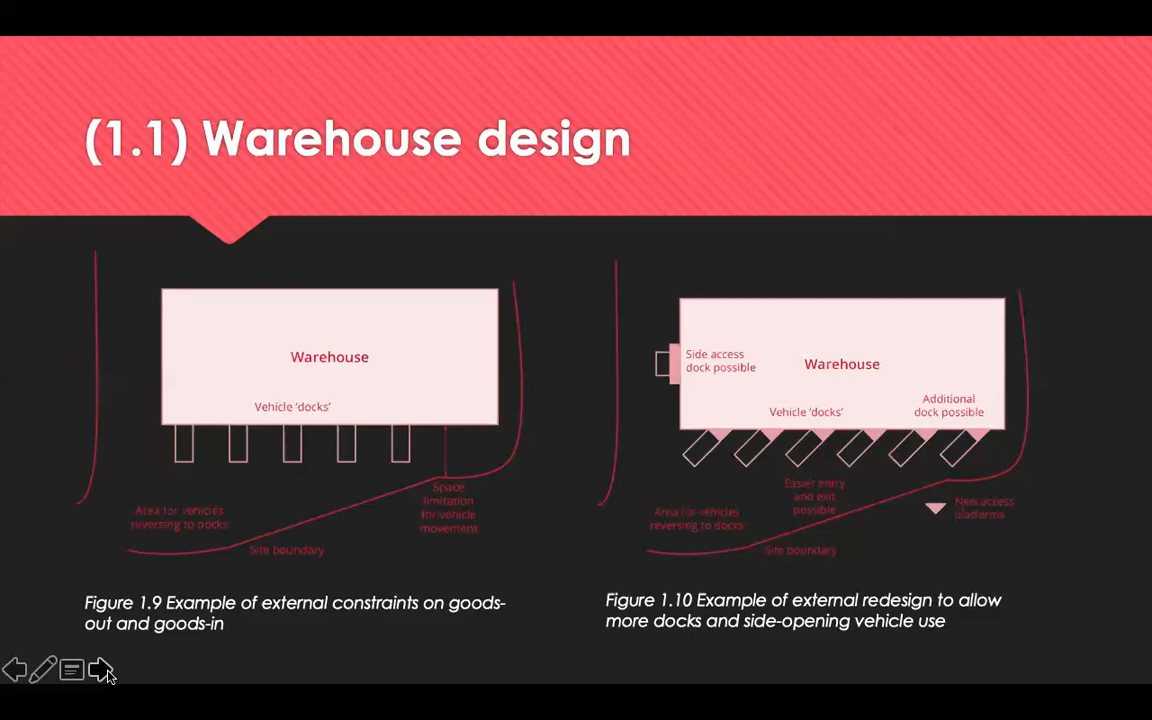 (1.1) Warehouse design
Warehouse
Vehicle ‘docks’
Area for vehicles
reversing to docks
Site boundary
Space
limitation
for vehicle
movement
Figure 1.9 Example of external constraints on goods-
out and goods-in
Side access
dock possible
Warehouse
Vehicle ‘docks’
Additional
dock possible
Area for vehicles
reversing to docks
Easier entry
and exit
possible
Site boundary
New access
platforms
Figure 1.10 Example of external redesign to allow
more docks and side-opening vehicle use